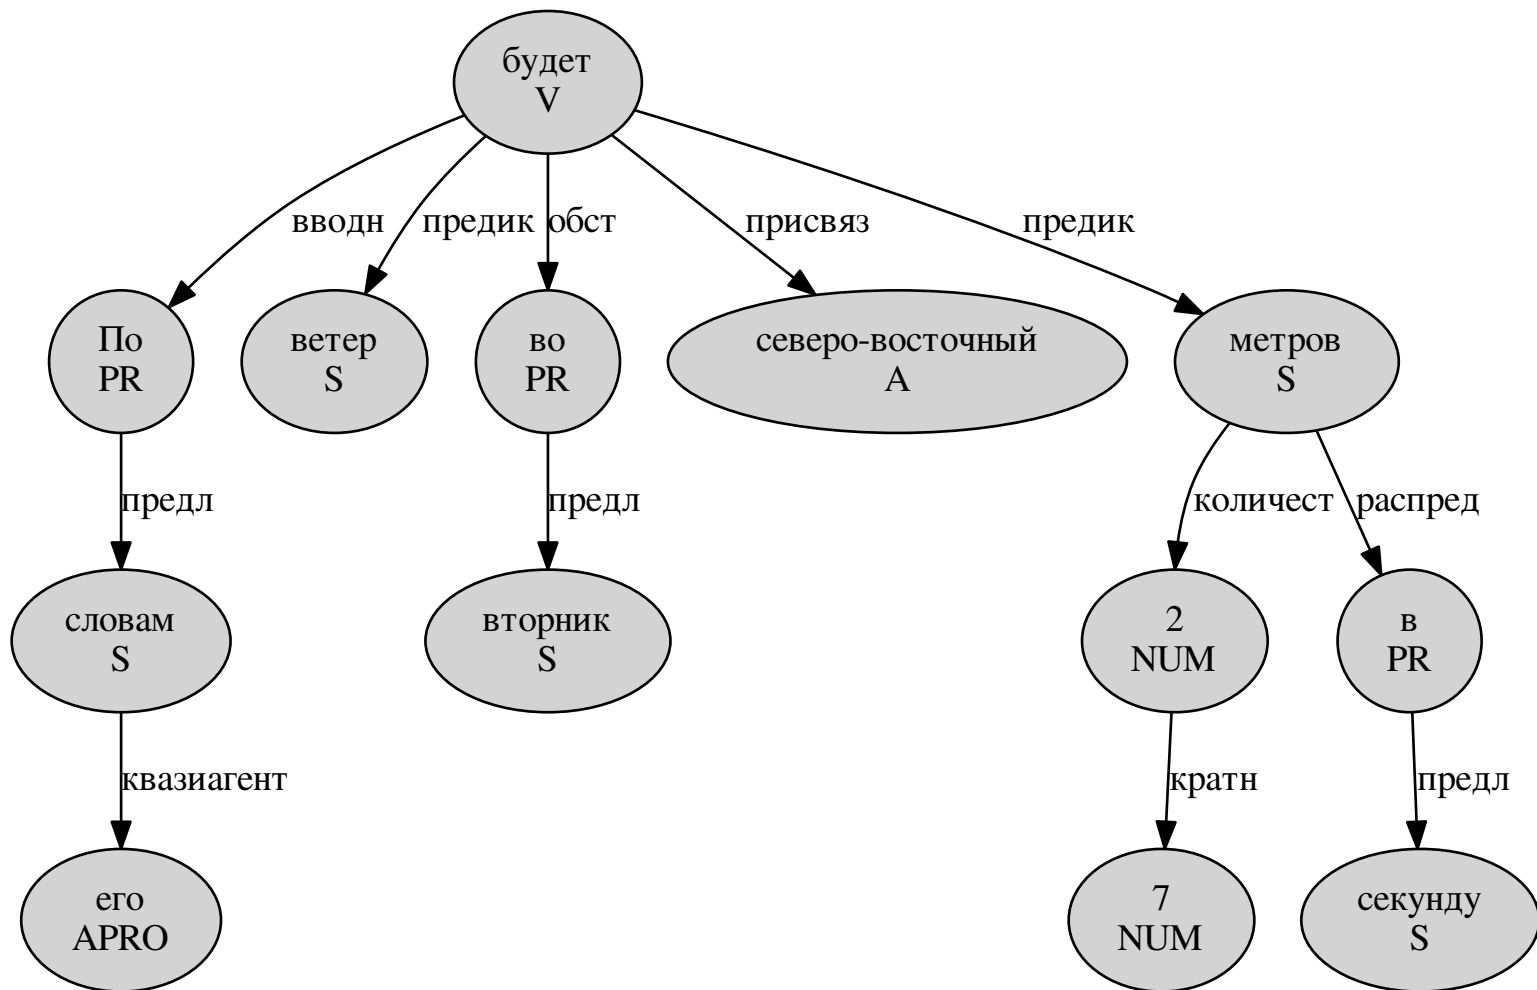 будет
V
вводн
предик
обст
присвяз
предик
По
PR
ветер
S
во
PR
северо-восточный
A
метров
S
предл
предл
количест
распред
словам
S
вторник
S
2
NUM
в
PR
квазиагент
кратн
предл
его
APRO
7
NUM
секунду
S